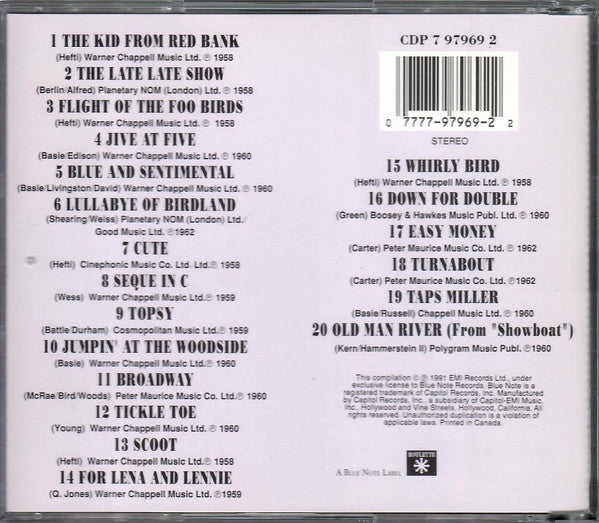 1 THE KID FROM RED BANK
(Hefti) Warner Chappell Music Ltd. ℗ 1958
2 THE LATE LATE SHOW
(Berlin/Alfred) Planetary NOM (London) Ltd. ℗ 1958
3 FLIGHT OF THE FOO BIRDS
(Hefti) Warner Chappell Music Ltd. ℗ 1958
4 JIVE AT FIVE
(Basie/Edison) Warner Chappell Music Ltd. ℗ 1960
5 BLUE AND SENTIMENTAL
(Basie/Livingston/David) Warner Chappell Music Ltd. ℗ 1960
6 LULLABYE OF BIRDLAND
(Shearing/Weiss) Planetary NOM (London) Ltd./
Good Music Ltd. ℗1962
7 CUTE
(Hefti) Cinephonic Music Co. Ltd. ℗ 1958
8 SEQUE IN C
(Wess) Warner Chappell Music Ltd.℗ 1959
9 TOPSY
(Battle/Durham) Cosmopolitan Music Ltd. ℗ 1959
10 JUMPIN' AT THE WOODSIDE
(Basie) Warner Chappell Music Ltd. ℗ 1960
11 BROADWAY
(McRae/Bird/Woods) Peter Maurice Music Co. Ltd. ℗1960
12 TICKLE TOE
(Young) Warner Chappell Music Ltd. ℗ 1960
13 SCOOT
(Hefti) Warner Chappell Music Ltd.℗ 1958
14 FOR LENA AND LENNIE
(Q. Jones) Warner Chappell Music Ltd. ℗1959
CDP 7 97969 2
0 7777-97969-2 2
STEREO
15 WHIRLY BIRD
(Hefti) Warner Chappell Music Ltd. ℗ 1958
16 DOWN FOR DOUBLE
(Green) Boosey & Hawkes Music Publ. Ltd. ℗ 1960
17 EASY MONEY
(Carter) Peter Maurice Music Co. Ltd. ℗ 1962
18 TURNABOUT
(Carter) Peter Maurice Music Co. Ltd. ℗ 1962
19 TAPS MILLER
(Basie/Russell) Chappell Music Ltd. ℗ 1960
20 OLD MAN RIVER (From "Showboat")
(Kern/Hammerstein II) Polygram Music Publ. ℗1960
This compilation © ℗ 1991 EMI Records Ltd., under
exclusive license to Blue Note Records. Blue Note is a
registered trademark of Capitol Records, Inc. Manufactured
by Capitol Records, Inc., a subsidiary of Capitol-EMI Music,
Inc., Hollywood and Vine Streets, Hollywood, California. All
rights reserved. Unauthorized duplication is a violation of
applicable laws. Printed in Canada.
A BLUE NOTE LABEL
ROULETTE